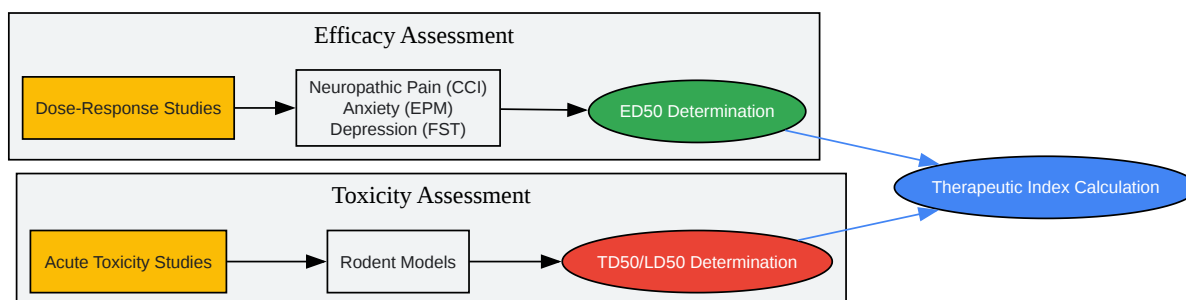 Efficacy Assessment
Dose-Response Studies
Neuropathic Pain (CCI)
Anxiety (EPM)
Depression (FST)
ED50 Determination
Therapeutic Index Calculation
Toxicity Assessment
Acute Toxicity Studies
Rodent Models
TD50/LD50 Determination